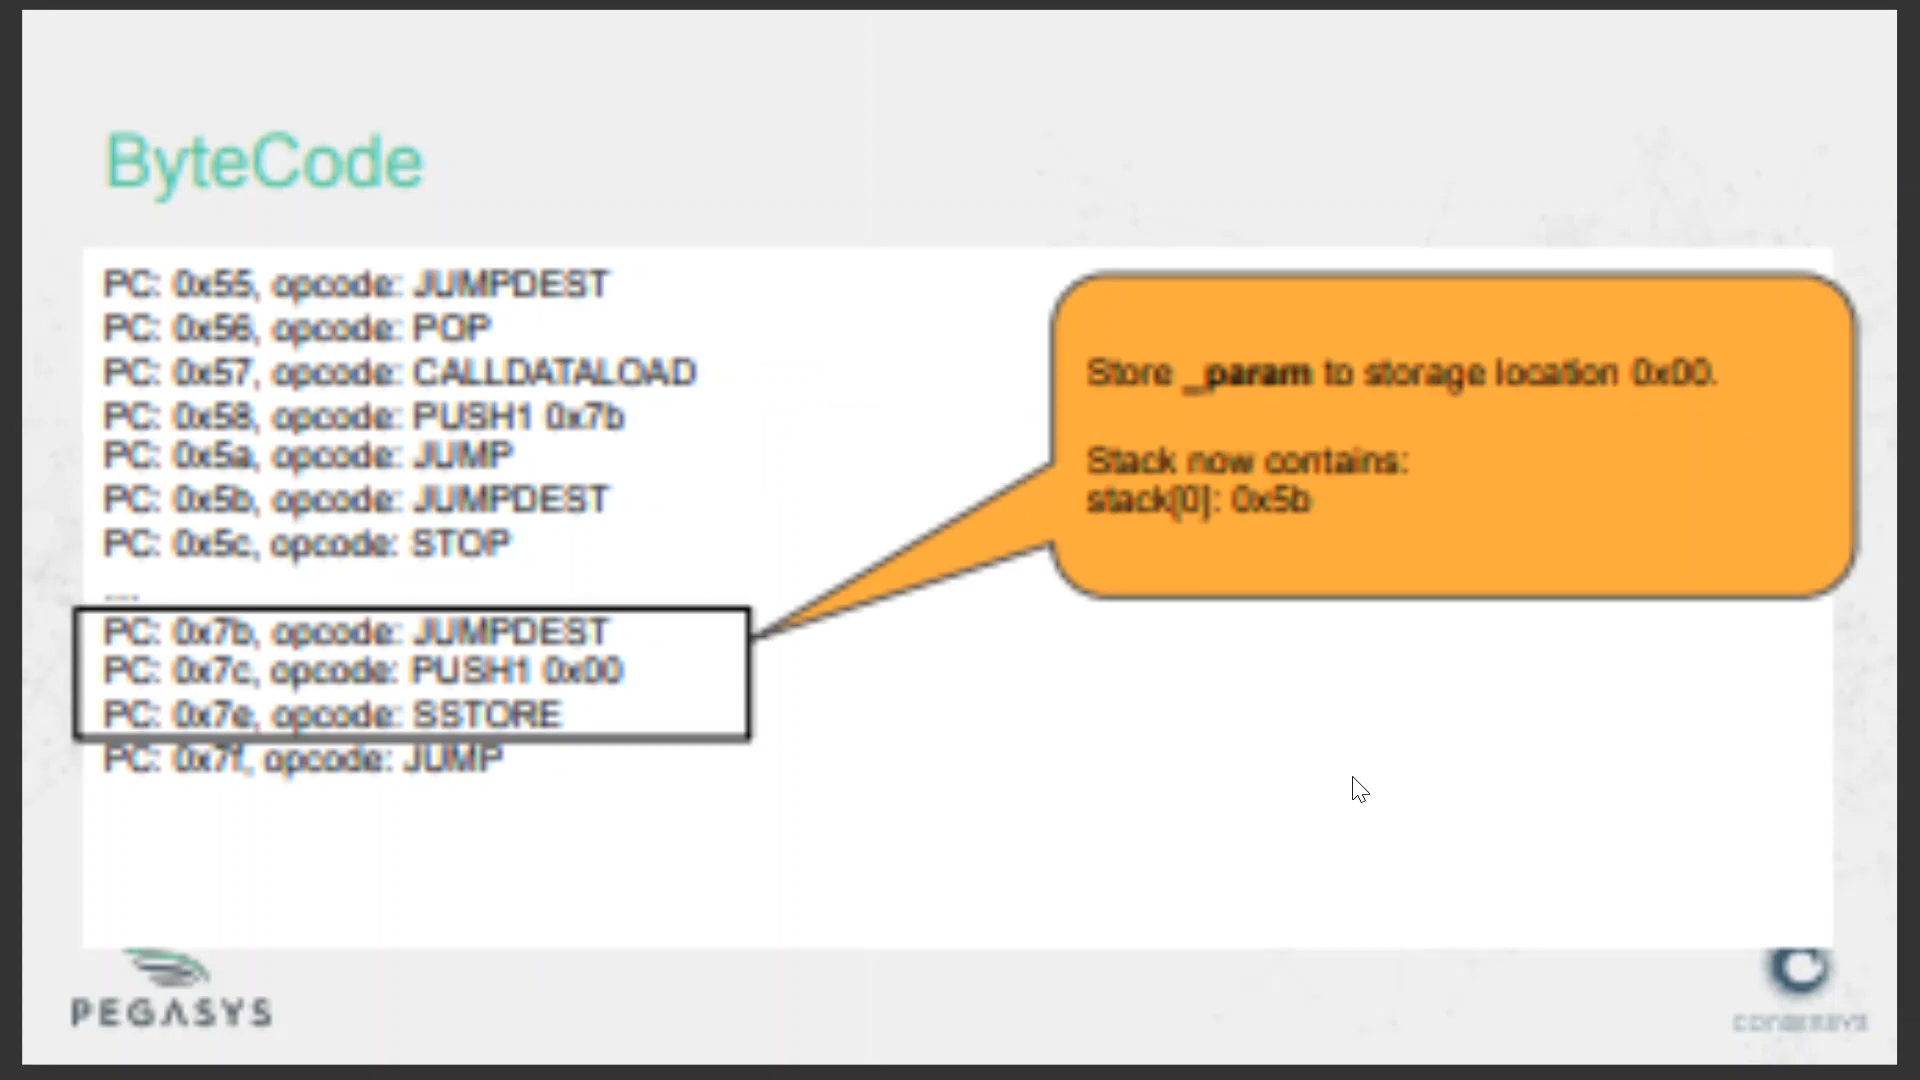 ByteCode
PC: 0x55, opcode: JUMPDEST
PC: 0x56, opcode: POP
PC: 0x57, opcode: CALLDATALOAD
PC: 0x58, opcode: PUSH1 0x7b
PC: 0x5a, opcode: JUMP
PC: 0x5b, opcode: JUMPDEST
PC: 0x5c, opcode: STOP
...
PC: 0x7b, opcode: JUMPDEST
PC: 0x7c, opcode: PUSH1 0x00
PC: 0x7e, opcode: SSTORE
PC: 0x7f, opcode: JUMP
Store _param to storage location 0x00.
Stack now contains:
stack[0]: 0x5b
PEGASYS
CONSENSYS